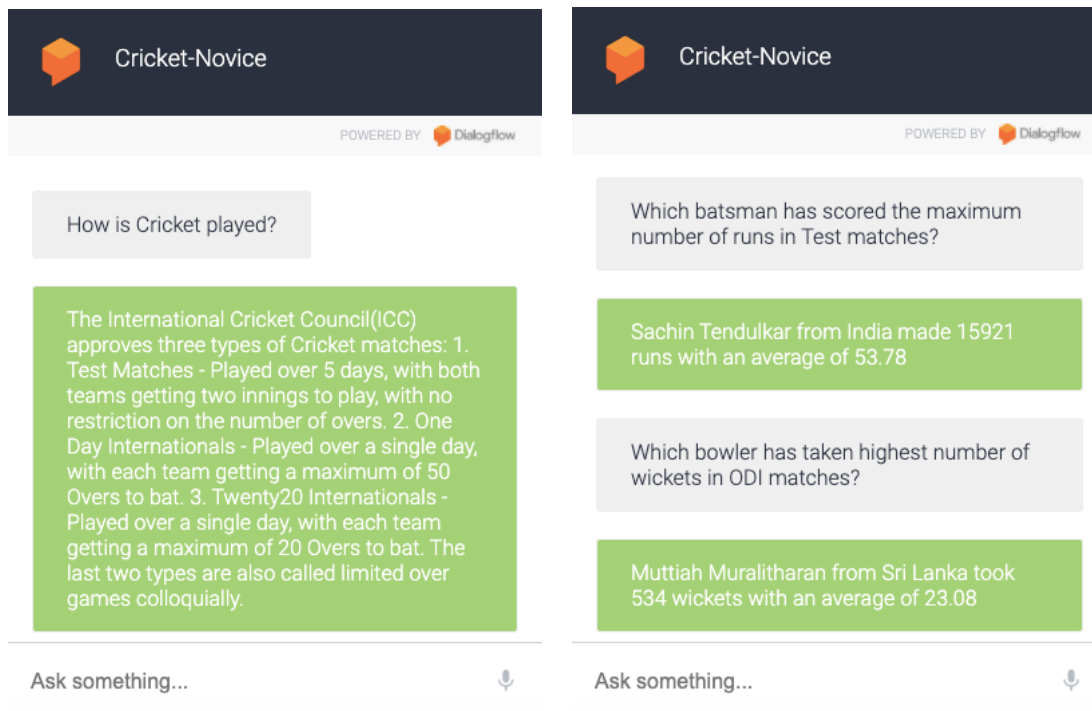 Cricket-Novice
POWERED BY Dialogflow
How is Cricket played?
The International Cricket Council(ICC)
approves three types of Cricket matches: 1.
Test Matches - Played over 5 days, with both
teams getting two innings to play, with no
restriction on the number of overs. 2. One
Day Internationals - Played over a single day,
with each team getting a maximum of 50
Overs to bat. 3. Twenty20 Internationals -
Played over a single day, with each team
getting a maximum of 20 Overs to bat. The
last two types are also called limited over
games colloquially.
Ask something...
Cricket-Novice
POWERED BY Dialogflow
Which batsman has scored the maximum
number of runs in Test matches?
Sachin Tendulkar from India made 15921
runs with an average of 53.78
Which bowler has taken highest number of
wickets in ODI matches?
Muttiah Muralitharan from Sri Lanka took
534 wickets with an average of 23.08
Ask something...